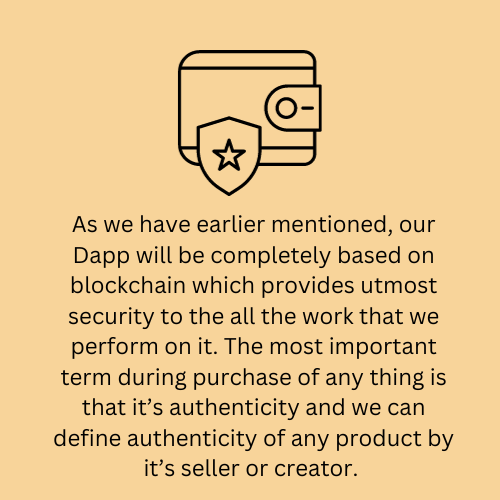 As we have earlier mentioned, our
Dapp will be completely based on
blockchain which provides utmost
security to the all the work that we
perform on it. The most important
term during purchase of any thing is
that it’s authenticity and we can
define authenticity of any product by
it’s seller or creator.